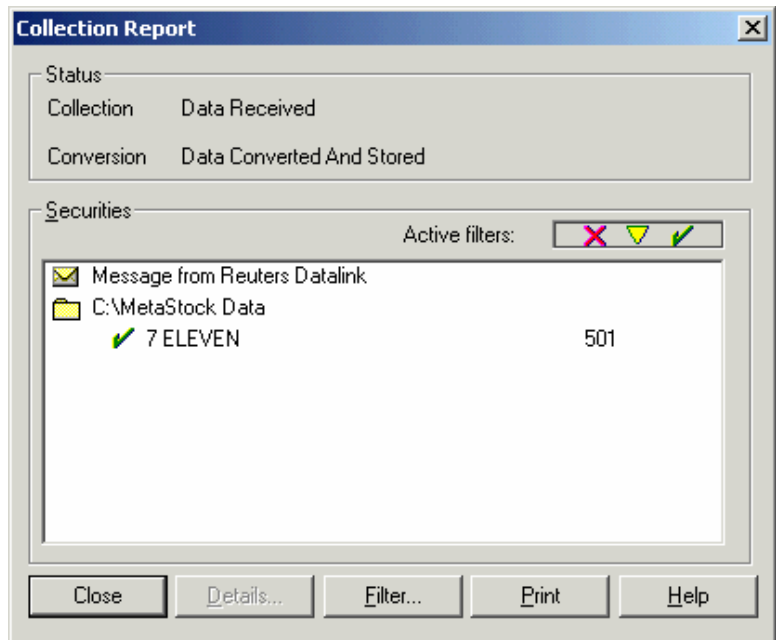 Collection Report
Status
Collection Data Received
Conversion Data Converted And Stored
Securities
Active filters:
Message from Reuters Datalink
C:\MetaStock Data
7 ELEVEN 501
Close Details... Filter... Print Help